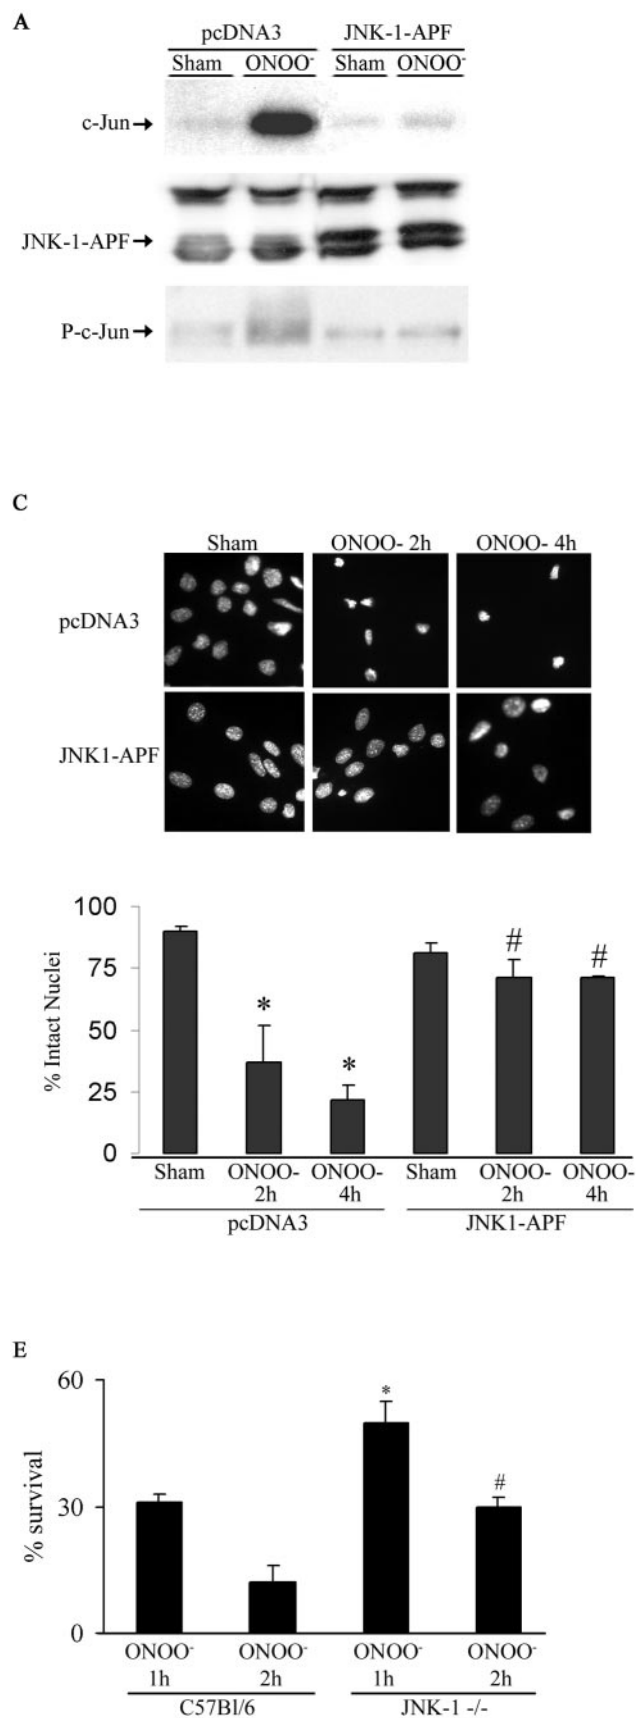 A
pcDNA3 JNK-1-APF
Sham ONOO⁻ Sham ONOO⁻
c-Jun
JNK-1-APF
P-c-Jun
C
Sham ONOO- 2h ONOO- 4h
pcDNA3
JNK1-APF
100
75
50
25
0
% Intact Nuclei
* * # #
Sham ONOO- ONOO- Sham ONOO- ONOO-
2h 4h 2h 4h
pcDNA3 JNK1-APF
E
60
30
0
% survival
* #
ONOO⁻ ONOO⁻ ONOO⁻ ONOO⁻
1h 2h 1h 2h
C57Bl/6 JNK-1 -/-